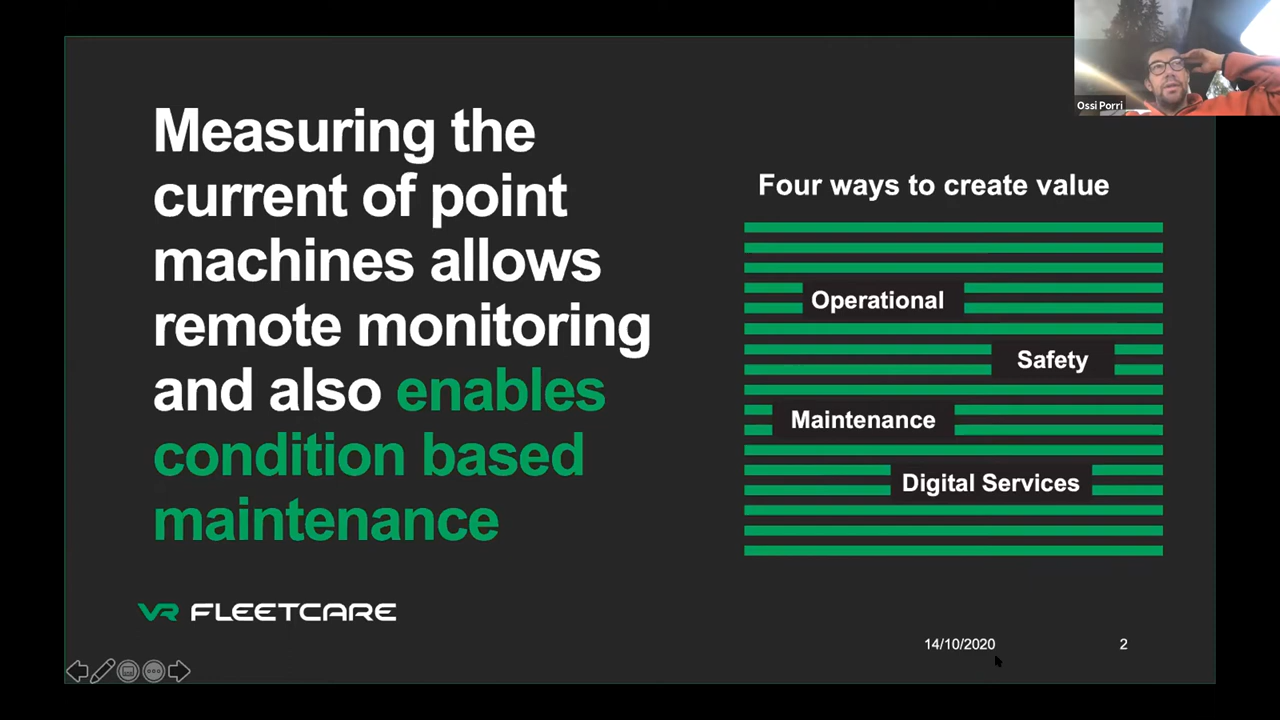 Ossi Porri
Measuring the
current of point
machines allows
remote monitoring
and also enables
condition based
maintenance
Four ways to create value
Operational
Safety
Maintenance
Digital Services
VR FLEETCARE
14/10/2020
2